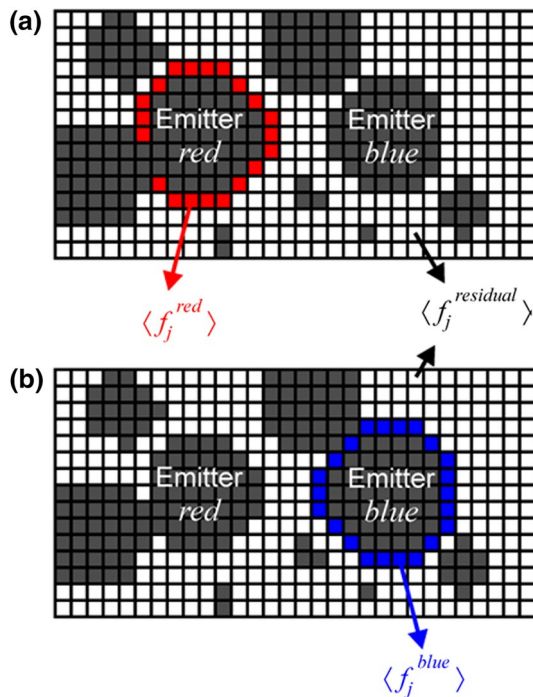 (a)
Emitter
red
Emitter
blue
⟨f_j^{red}⟩
⟨f_j^{residual}⟩
(b)
Emitter
red
Emitter
blue
⟨f_j^{blue}⟩